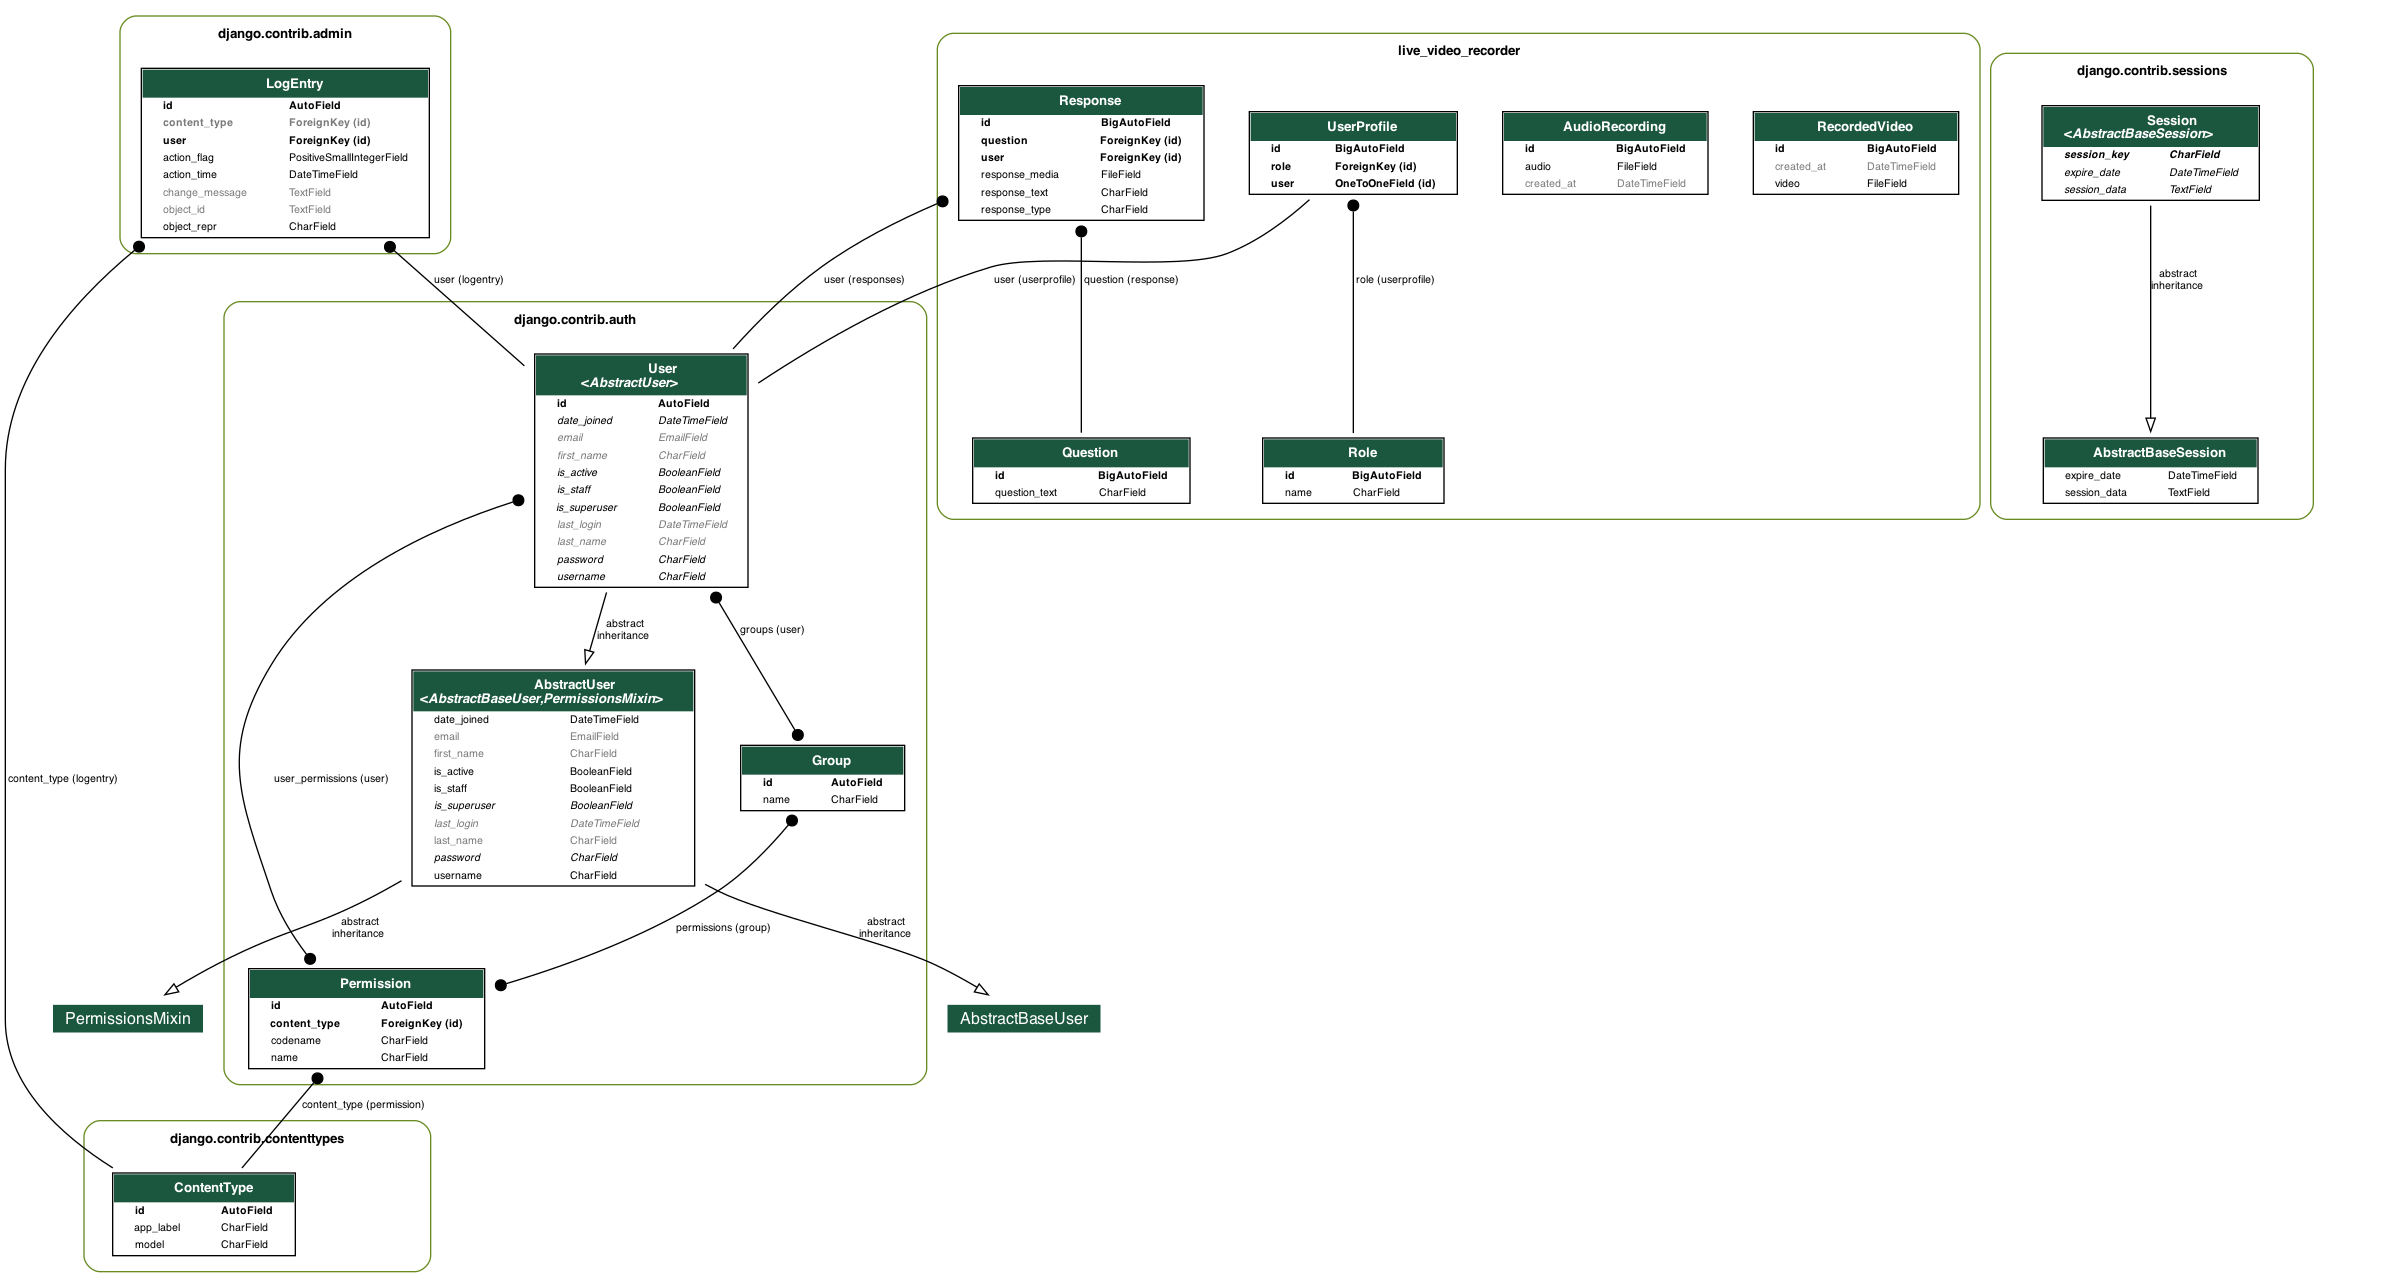 django.contrib.admin
LogEntry
id AutoField
content_type ForeignKey (id)
user ForeignKey (id)
action_flag PositiveSmallIntegerField
action_time DateTimeField
change_message TextField
object_id TextField
object_repr CharField
live_video_recorder
Response
id BigAutoField
question ForeignKey (id)
user ForeignKey (id)
response_media FileField
response_text CharField
response_type CharField
UserProfile
id BigAutoField
role ForeignKey (id)
user OneToOneField (id)
AudioRecording
id BigAutoField
audio FileField
created_at DateTimeField
RecordedVideo
id BigAutoField
created_at DateTimeField
video FileField
django.contrib.sessions
Session
<AbstractBaseSession>
session_key CharField
expire_date DateTimeField
session_data TextField
user (logentry)
user (responses)
user (userprofile)
question (response)
role (userprofile)
abstract
inheritance
django.contrib.auth
User
<AbstractUser>
id AutoField
date_joined DateTimeField
email EmailField
first_name CharField
is_active BooleanField
is_staff BooleanField
is_superuser BooleanField
last_login DateTimeField
last_name CharField
password CharField
username CharField
Question
id BigAutoField
question_text CharField
Role
id BigAutoField
name CharField
AbstractBaseSession
expire_date DateTimeField
session_data TextField
abstract
inheritance
groups (user)
AbstractUser
<AbstractBaseUser,PermissionsMixin>
date_joined DateTimeField
email EmailField
first_name CharField
is_active BooleanField
is_staff BooleanField
is_superuser BooleanField
last_login DateTimeField
last_name CharField
password CharField
username CharField
Group
id AutoField
name CharField
content_type (logentry)
user_permissions (user)
abstract
inheritance
permissions (group)
abstract
inheritance
PermissionsMixin
Permission
id AutoField
content_type ForeignKey (id)
codename CharField
name CharField
AbstractBaseUser
content_type (permission)
django.contrib.contenttypes
ContentType
id AutoField
app_label CharField
model CharField